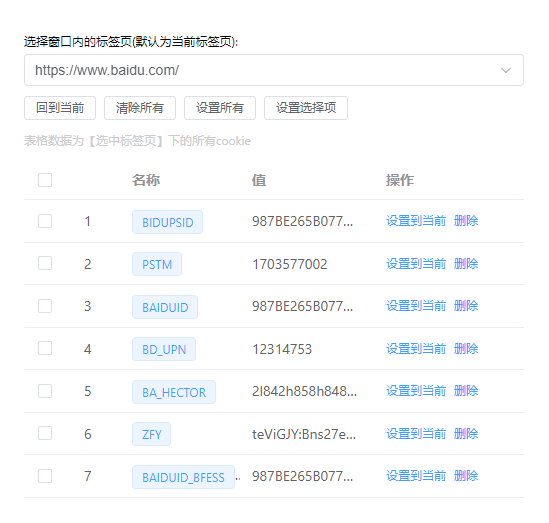 选择窗口内的标签页(默认为当前标签页):
https://www.baidu.com/
回到当前 清除所有 设置所有 设置选择项
表格数据为【选中标签页】下的所有cookie
名称 值 操作
1 BIDUPSID 987BE265B077... 设置到当前 删除
2 PSTM 1703577002 设置到当前 删除
3 BAIDUID 987BE265B077... 设置到当前 删除
4 BD_UPN 12314753 设置到当前 删除
5 BA_HECTOR 2l842h858h848... 设置到当前 删除
6 ZFY teViGJY:Bns27e... 设置到当前 删除
7 BAIDUID_BFESS .. 987BE265B077... 设置到当前 删除